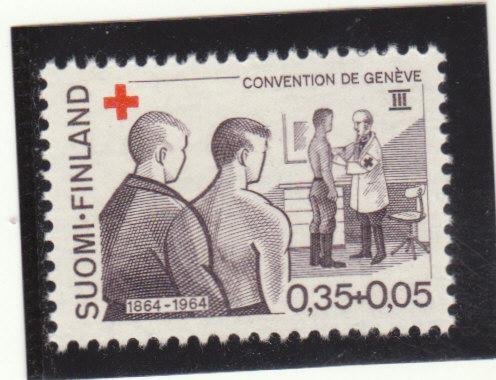 CONVENTION DE GENÈVE
III
SUOMI·FINLAND
1864-1964
0,35+0,05